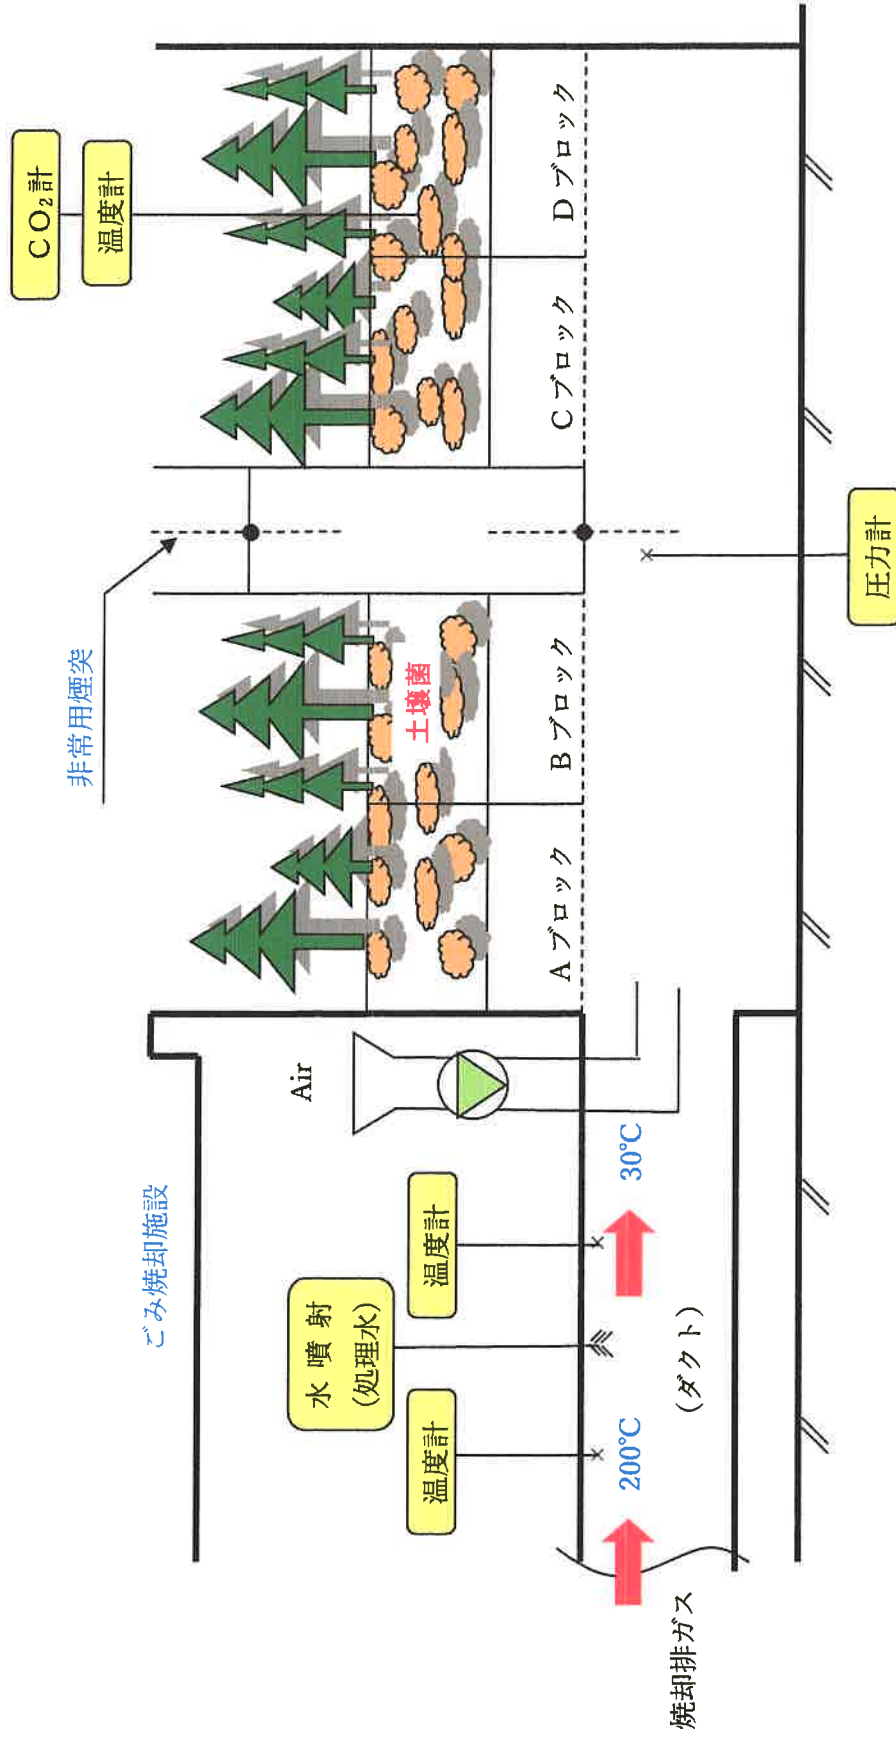 CO₂計
温度計
非常用煙突
ごみ焼却施設
Air
土壌菌
水噴射
(処理水)
温度計
温度計
Aブロック
Bブロック
Cブロック
Dブロック
200℃
30℃
(ダクト)
焼却排ガス
圧力計